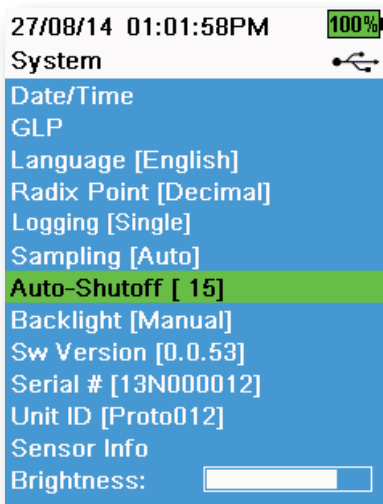 27/08/14 01:01:58PM 100%
System
Date/Time
GLP
Language [English]
Radix Point [Decimal]
Logging [Single]
Sampling [Auto]
Auto-Shutoff [ 15]
Backlight [Manual]
Sw Version [0.0.53]
Serial # [13N000012]
Unit ID [Proto012]
Sensor Info
Brightness: